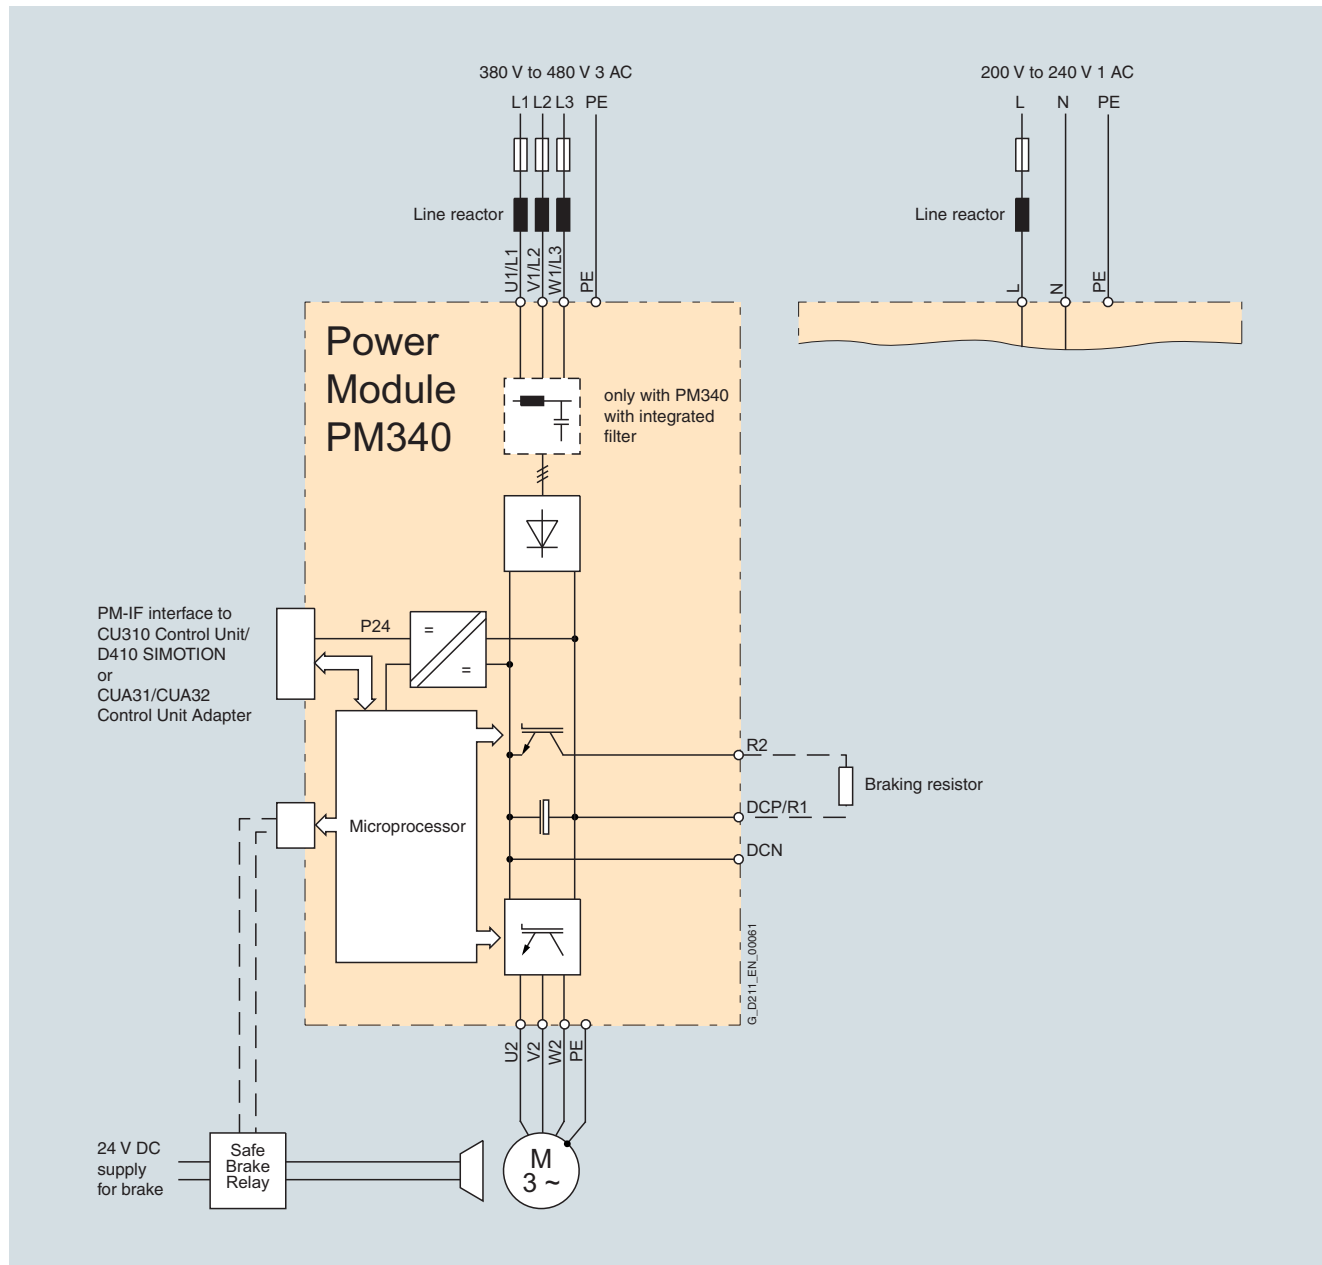 380 V to 480 V 3 AC
L1 L2 L3 PE
Line reactor
U1/L1
V1/L2
W1/L3
PE
200 V to 240 V 1 AC
L N PE
Line reactor
L
N
PE
Power
Module
PM340
only with PM340
with integrated
filter
PM-IF interface to
CU310 Control Unit/
D410 SIMOTION
or
CUA31/CUA32
Control Unit Adapter
P24
=
=
R2
Braking resistor
DCP/R1
Microprocessor
DCN
G_D211_EN_00061
U2
V2
W2
PE
24 V DC
supply
for brake
Safe
Brake
Relay
M
3 ~